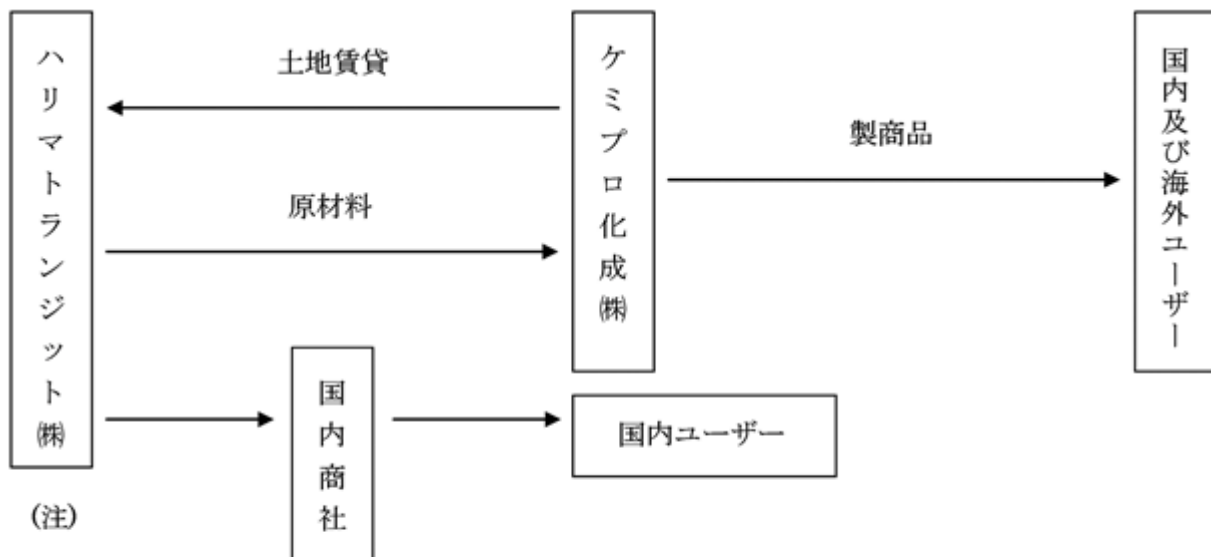 ハリマトランジット㈱
土地賃貸
原材料
ケミプロ化成㈱
製商品
国内及び海外ユーザー
国内商社
国内ユーザー
(注)